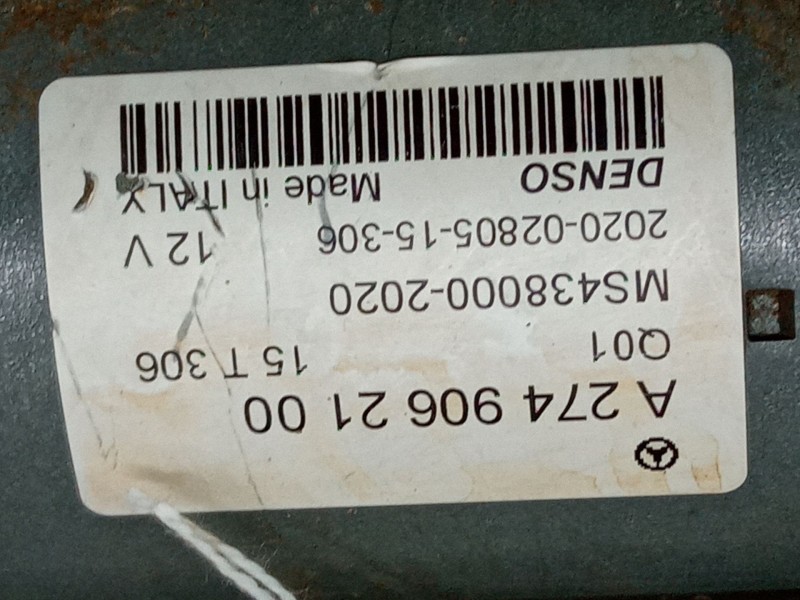 A 274 906 21 00
Q01 15 T 306
MS438000-2020
2020-02805-15-306 12 V
DENSO Made in ITALY